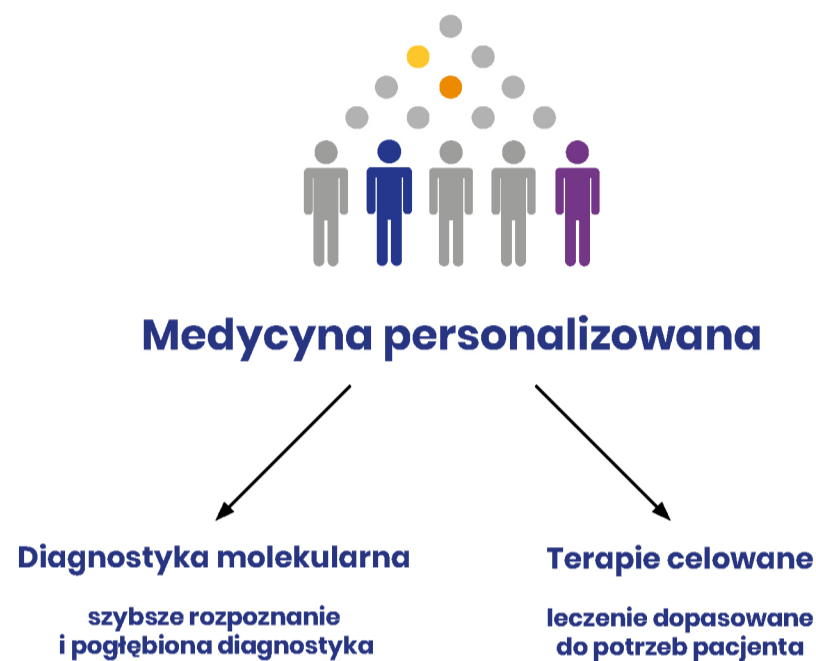 Medycyna personalizowana
Diagnostyka molekularna
szybsze rozpoznanie
i pogłębiona diagnostyka
Terapie celowane
leczenie dopasowane
do potrzeb pacjenta